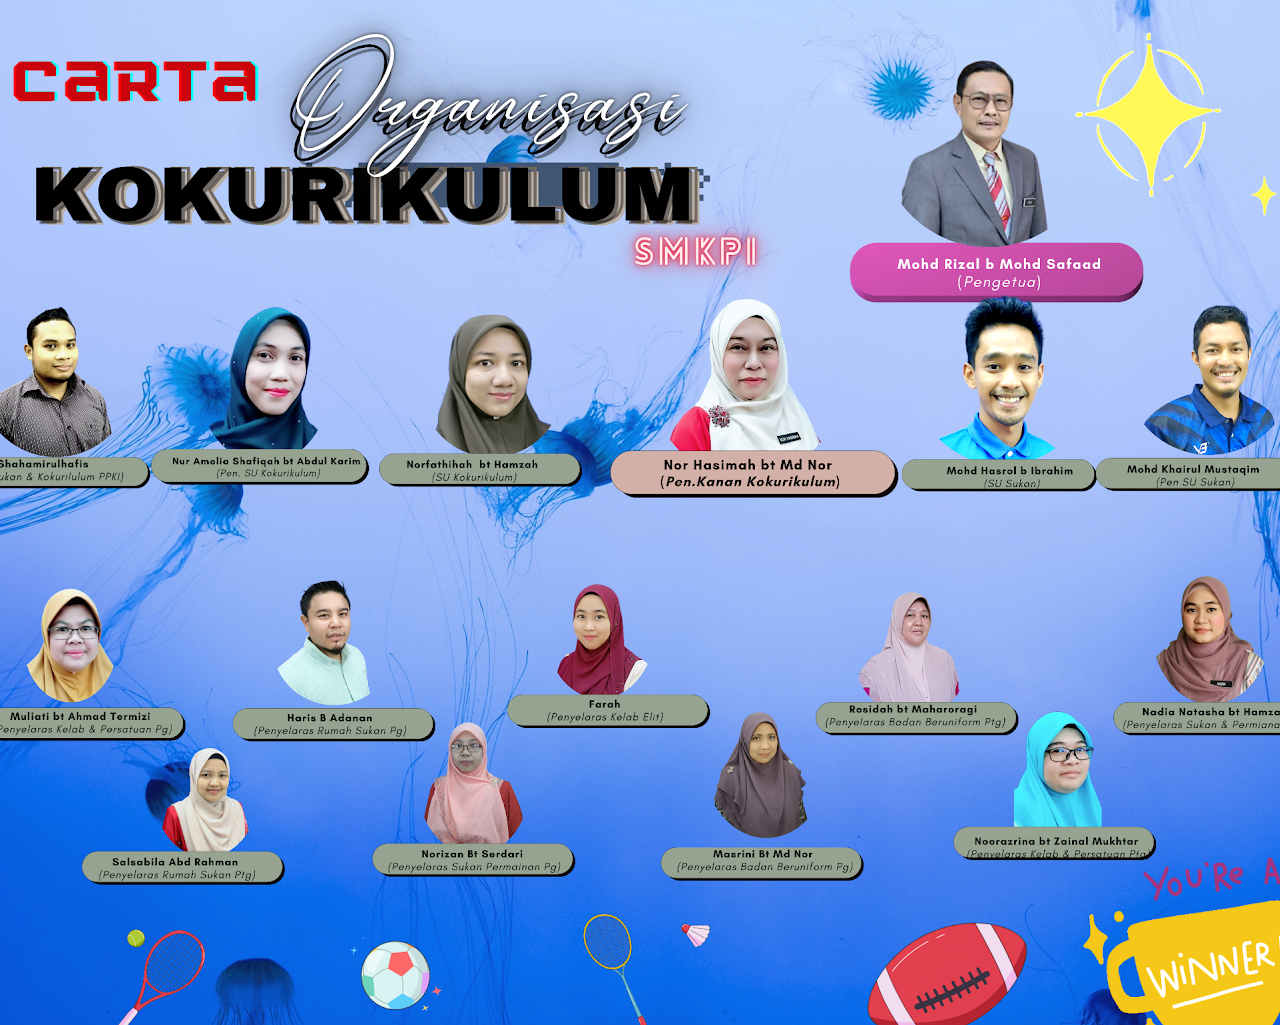 CARTA
Organisasi
KOKURIKULUM
SMKPI
Mohd Rizal b Mohd Safaad
(Pengetua)
Shahamirulhafis
ukan & Kokurilulum PPKI)
Nur Amolia Shafiqah bt Abdul Karim
(Pen. SU Kokurikulum)
Norfathihah bt Hamzah
(SU Kokurikulum)
Nor Hasimah bt Md Nor
(Pen.Kanan Kokurikulum)
Mohd Hasrol b Ibrahim
(SU Sukan)
Mohd Khairul Mustaqim
(Pen SU Sukan)
Muliati bt Ahmad Termizi
Penyelaras Kelab & Persatuan Pg)
Haris B Adanan
(Penyelaras Rumah Sukan Pg)
Farah
(Penyelaras Kelab Elit)
Rosidah bt Maharoragi
(Penyelaras Badan Beruniform Ptg)
Nadia Natasha bt Hamza
(Penyelaras Sukan & Permiana
Salsabila Abd Rahman
(Penyelaras Rumah Sukan Ptg)
Norizan Bt Serdari
(Penyelaras Sukan Permainan Pg)
Masrini Bt Md Nor
(Penyelaras Badan Beruniform Pg)
Noorazrina bt Zainal Mukhtar
(Penyelaras Kelab & Persatuan Ptg
YOU'Re A
WiNNER